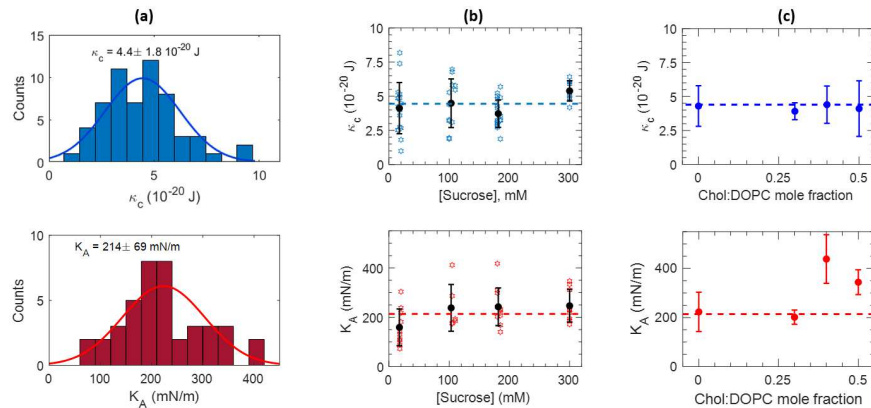 (a)
κc = 4.4± 1.8 10-20 J
15
10
5
0
Counts
0 5 10
κc (10-20 J)
(b)
10.0
7.5
5.0
2.5
0
κc (10-20 J)
0 100 200 300
[Sucrose], mM
(c)
10.0
7.5
5.0
2.5
0
κc (10-20 J)
0 0.25 0.5
Chol:DOPC mole fraction
KA = 214± 69 mN/m
10
5
0
Counts
0 100 200 300 400
KA (mN/m)
400
200
0
KA (mN/m)
0 100 200 300
[Sucrose] (mM)
400
200
0
KA (mN/m)
0 0.25 0.5
Chol:DOPC mole fraction